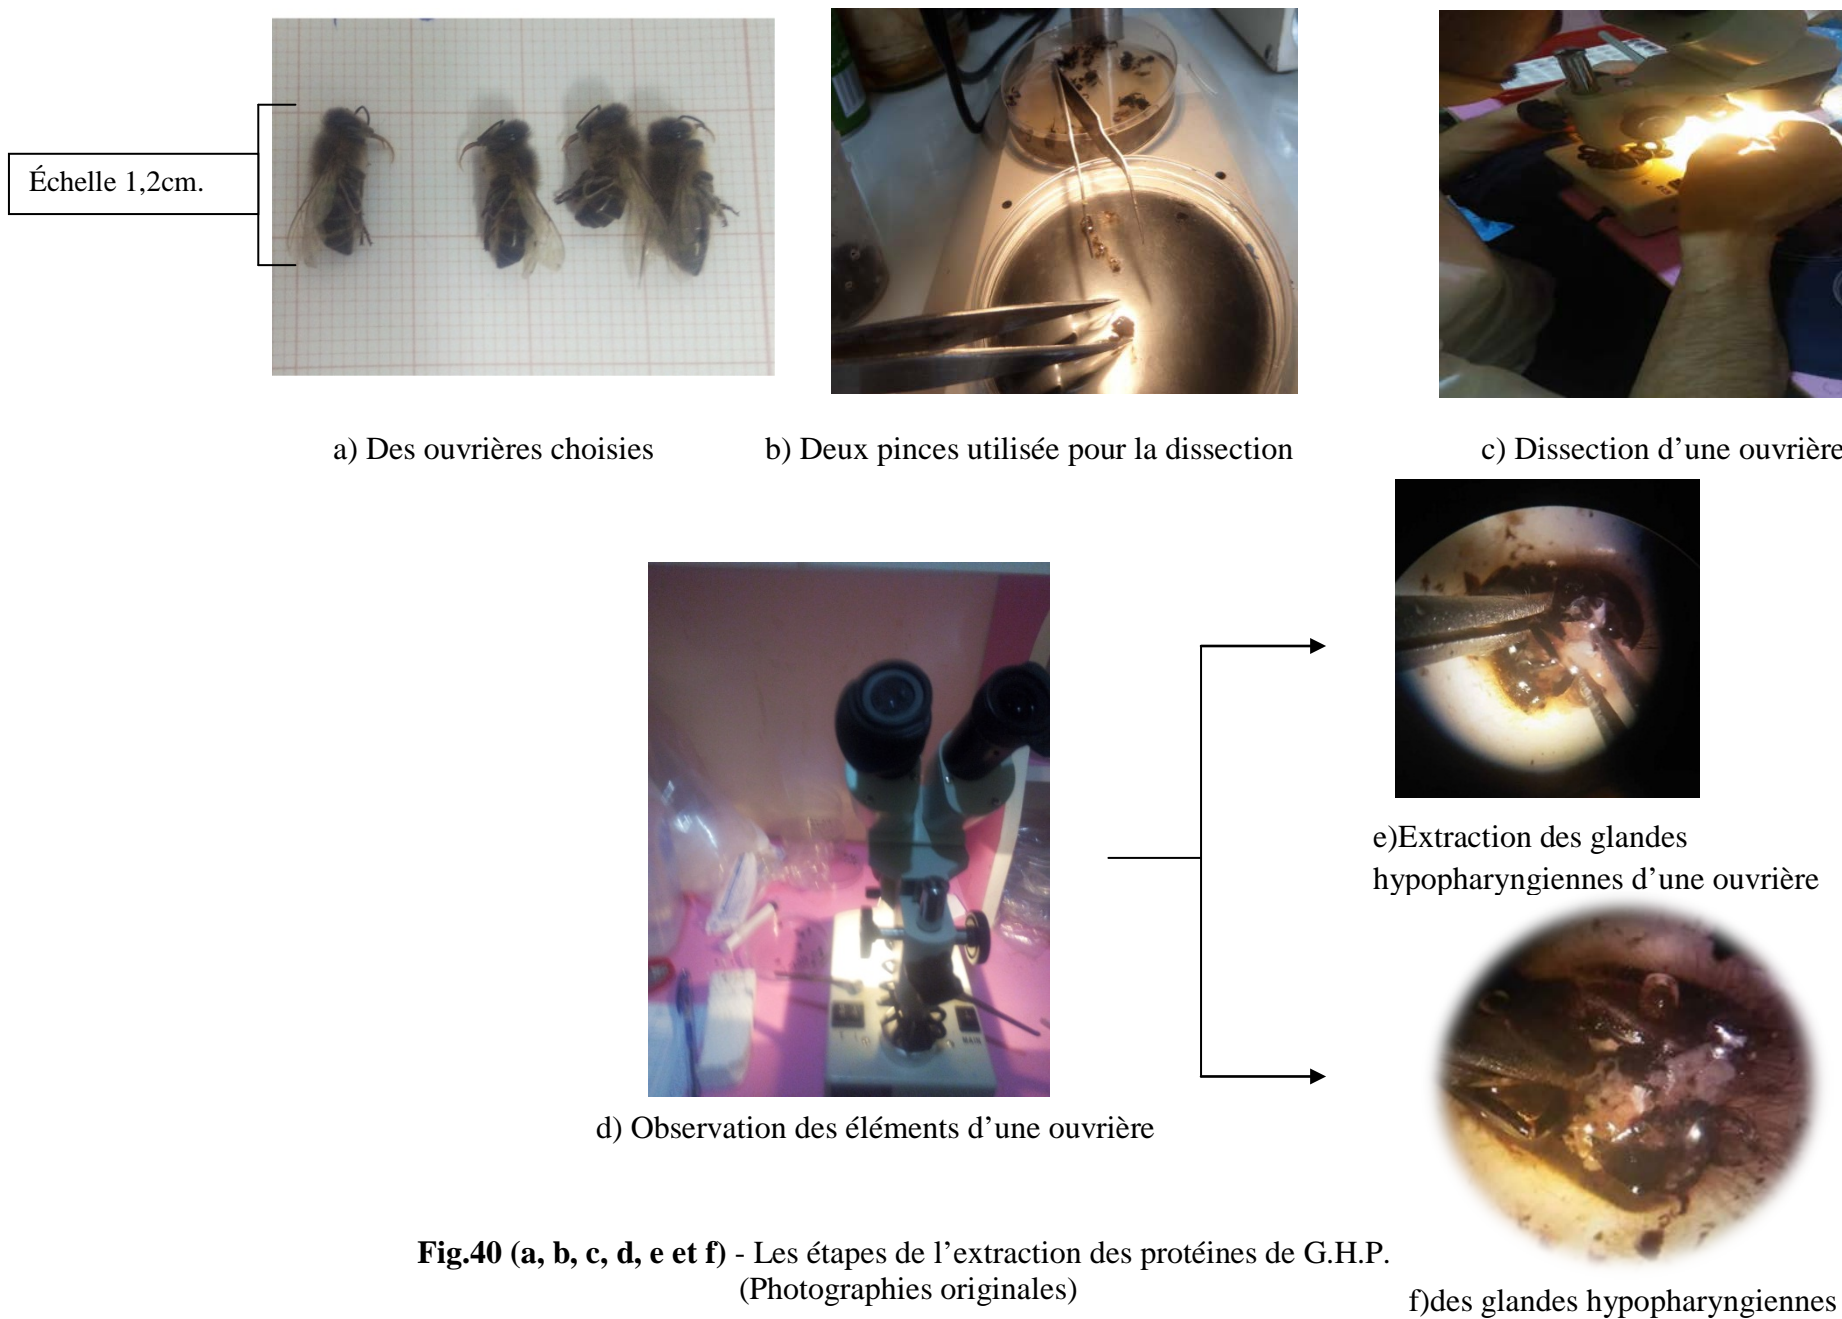 Échelle 1,2cm.
a) Des ouvrières choisies
b) Deux pinces utilisée pour la dissection
c) Dissection d’une ouvrière
e)Extraction des glandes
hypopharyngiennes d’une ouvrière
MAIN
d) Observation des éléments d’une ouvrière
Fig.40 (a, b, c, d, e et f) - Les étapes de l’extraction des protéines de G.H.P.
(Photographies originales)
f)des glandes hypopharyngiennes